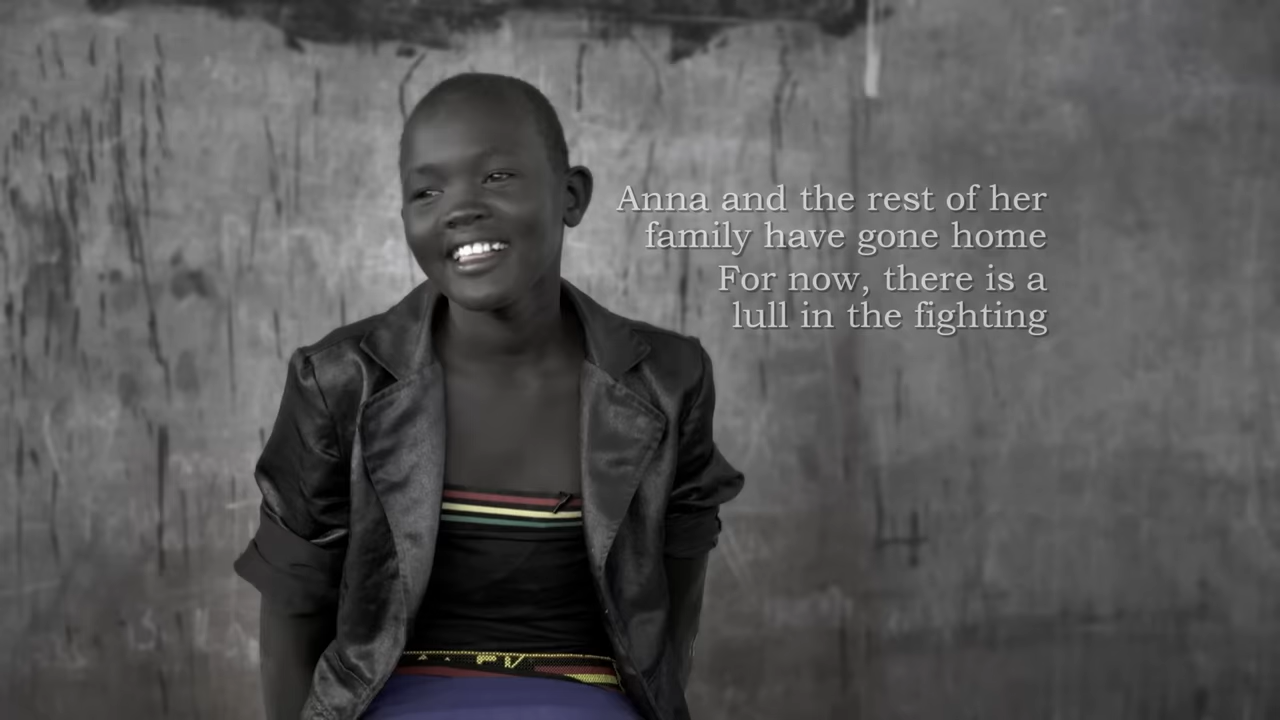 Anna and the rest of her
family have gone home
For now, there is a
lull in the fighting